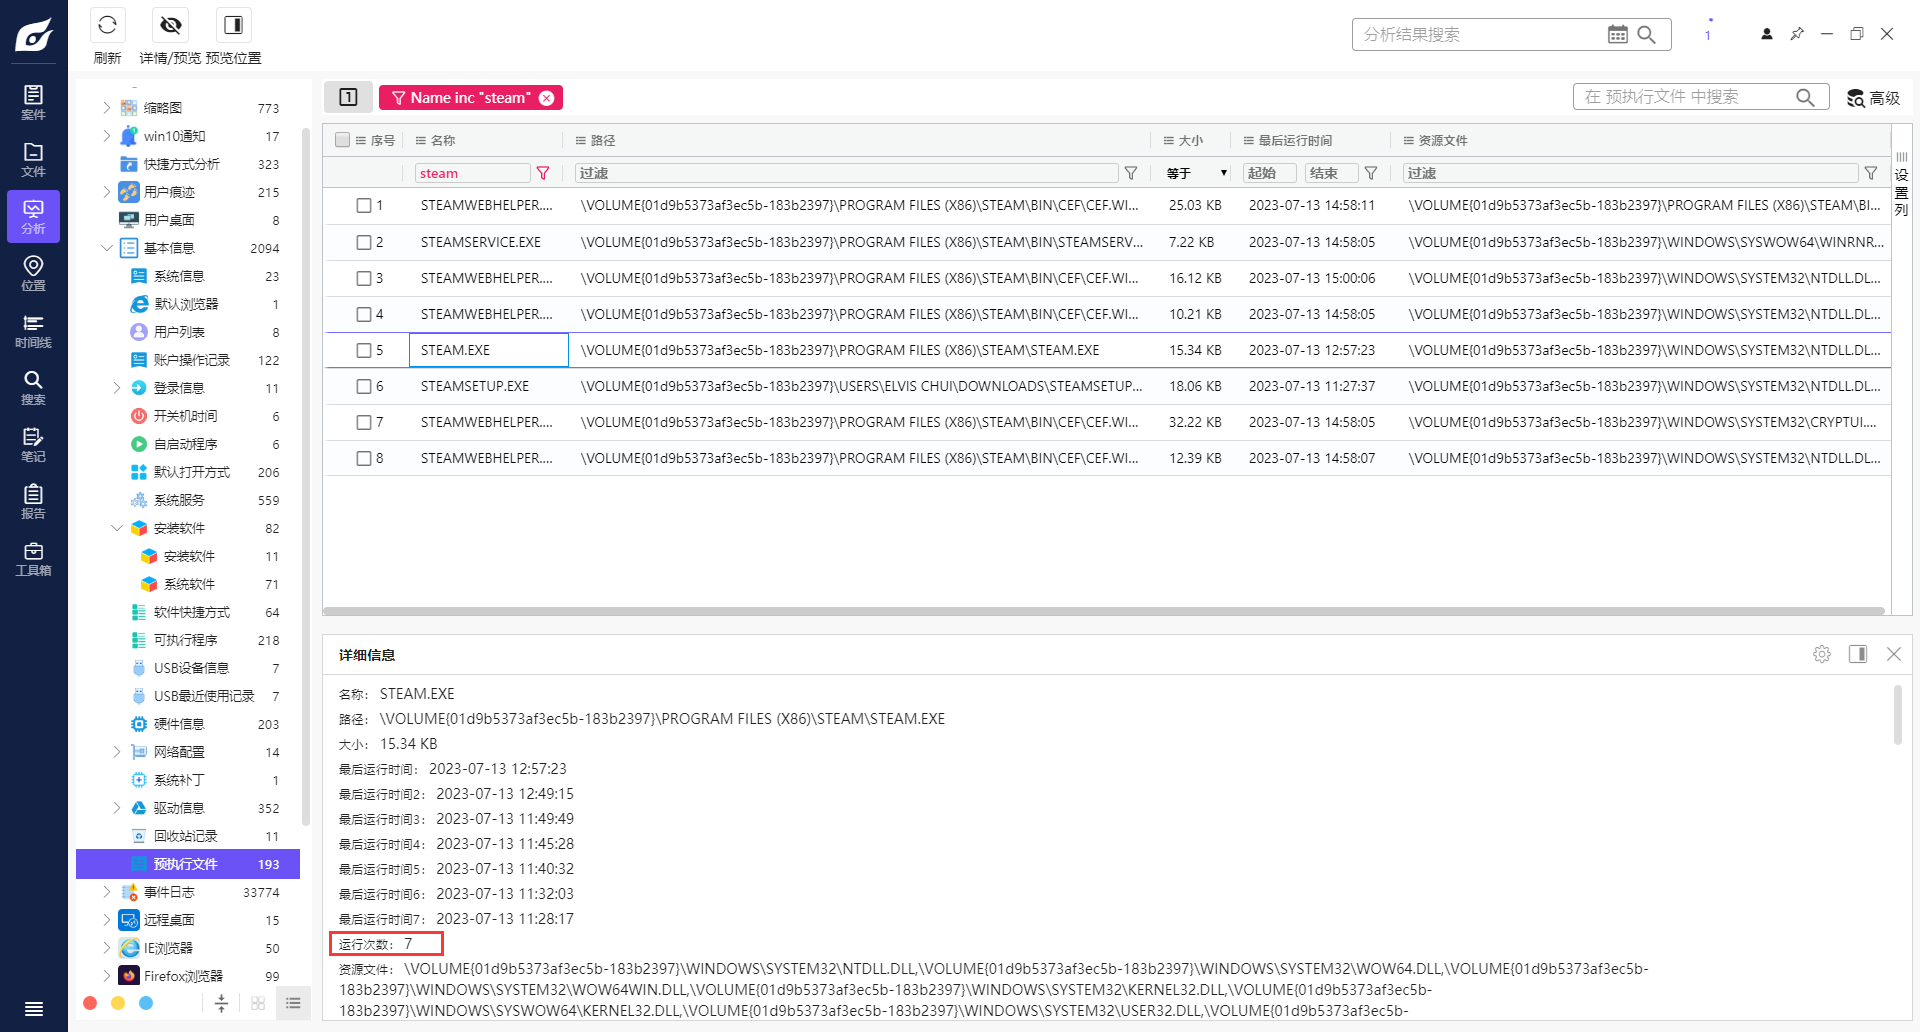 刷新
详情/预览
预览位置
分析结果搜索
1
案件
文件
分析
位置
时间线
搜索
笔记
报告
工具箱
缩略图 773
win10通知 17
快捷方式分析 323
用户痕迹 215
用户桌面 8
基本信息 2094
系统信息 23
默认浏览器 1
用户列表 8
账户操作记录 122
登录信息 11
开关机时间 6
自启动程序 6
默认打开方式 206
系统服务 559
安装软件 82
安装软件 11
系统软件 71
软件快捷方式 64
可执行程序 218
USB设备信息 7
USB最近使用记录 7
硬件信息 203
网络配置 14
系统补丁 1
驱动信息 352
回收站记录 11
预执行文件 193
事件日志 33774
远程桌面 15
IE浏览器 50
Firefox浏览器 99
1 Name inc "steam"
在 预执行文件 中搜索
高级
序号 名称 路径 大小 最后运行时间 资源文件
steam 过滤 等于 起始 结束 过滤
设置列
1 STEAMWEBHELPER.... \VOLUME{01d9b5373af3ec5b-183b2397}\PROGRAM FILES (X86)\STEAM\BIN\CEF\CEF.WI... 25.03 KB 2023-07-13 14:58:11 \VOLUME{01d9b5373af3ec5b-183b2397}\PROGRAM FILES (X86)\STEAM\BI...
2 STEAMSERVICE.EXE \VOLUME{01d9b5373af3ec5b-183b2397}\PROGRAM FILES (X86)\STEAM\BIN\STEAMSERV... 7.22 KB 2023-07-13 14:58:05 \VOLUME{01d9b5373af3ec5b-183b2397}\WINDOWS\SYSWOW64\WINRNR...
3 STEAMWEBHELPER.... \VOLUME{01d9b5373af3ec5b-183b2397}\PROGRAM FILES (X86)\STEAM\BIN\CEF\CEF.WI... 16.12 KB 2023-07-13 15:00:06 \VOLUME{01d9b5373af3ec5b-183b2397}\WINDOWS\SYSTEM32\NTDLL.DL...
4 STEAMWEBHELPER.... \VOLUME{01d9b5373af3ec5b-183b2397}\PROGRAM FILES (X86)\STEAM\BIN\CEF\CEF.WI... 10.21 KB 2023-07-13 14:58:05 \VOLUME{01d9b5373af3ec5b-183b2397}\WINDOWS\SYSTEM32\NTDLL.DL...
5 STEAM.EXE \VOLUME{01d9b5373af3ec5b-183b2397}\PROGRAM FILES (X86)\STEAM\STEAM.EXE 15.34 KB 2023-07-13 12:57:23 \VOLUME{01d9b5373af3ec5b-183b2397}\WINDOWS\SYSTEM32\NTDLL.DL...
6 STEAMSETUP.EXE \VOLUME{01d9b5373af3ec5b-183b2397}\USERS\ELVIS CHUI\DOWNLOADS\STEAMSETUP... 18.06 KB 2023-07-13 11:27:37 \VOLUME{01d9b5373af3ec5b-183b2397}\WINDOWS\SYSTEM32\NTDLL.DL...
7 STEAMWEBHELPER.... \VOLUME{01d9b5373af3ec5b-183b2397}\PROGRAM FILES (X86)\STEAM\BIN\CEF\CEF.WI... 32.22 KB 2023-07-13 14:58:05 \VOLUME{01d9b5373af3ec5b-183b2397}\WINDOWS\SYSTEM32\CRYPTUI....
8 STEAMWEBHELPER.... \VOLUME{01d9b5373af3ec5b-183b2397}\PROGRAM FILES (X86)\STEAM\BIN\CEF\CEF.WI... 12.39 KB 2023-07-13 14:58:07 \VOLUME{01d9b5373af3ec5b-183b2397}\WINDOWS\SYSTEM32\NTDLL.DL...
详细信息
名称： STEAM.EXE
路径： \VOLUME{01d9b5373af3ec5b-183b2397}\PROGRAM FILES (X86)\STEAM\STEAM.EXE
大小： 15.34 KB
最后运行时间： 2023-07-13 12:57:23
最后运行时间2： 2023-07-13 12:49:15
最后运行时间3： 2023-07-13 11:49:49
最后运行时间4： 2023-07-13 11:45:28
最后运行时间5： 2023-07-13 11:40:32
最后运行时间6： 2023-07-13 11:32:03
最后运行时间7： 2023-07-13 11:28:17
运行次数： 7
资源文件： \VOLUME{01d9b5373af3ec5b-183b2397}\WINDOWS\SYSTEM32\NTDLL.DLL,\VOLUME{01d9b5373af3ec5b-183b2397}\WINDOWS\SYSTEM32\WOW64.DLL,\VOLUME{01d9b5373af3ec5b-
183b2397}\WINDOWS\SYSTEM32\WOW64WIN.DLL,\VOLUME{01d9b5373af3ec5b-183b2397}\WINDOWS\SYSTEM32\KERNEL32.DLL,\VOLUME{01d9b5373af3ec5b-
183b2397}\WINDOWS\SYSWOW64\KERNEL32.DLL,\VOLUME{01d9b5373af3ec5b-183b2397}\WINDOWS\SYSTEM32\USER32.DLL,\VOLUME{01d9b5373af3ec5b-